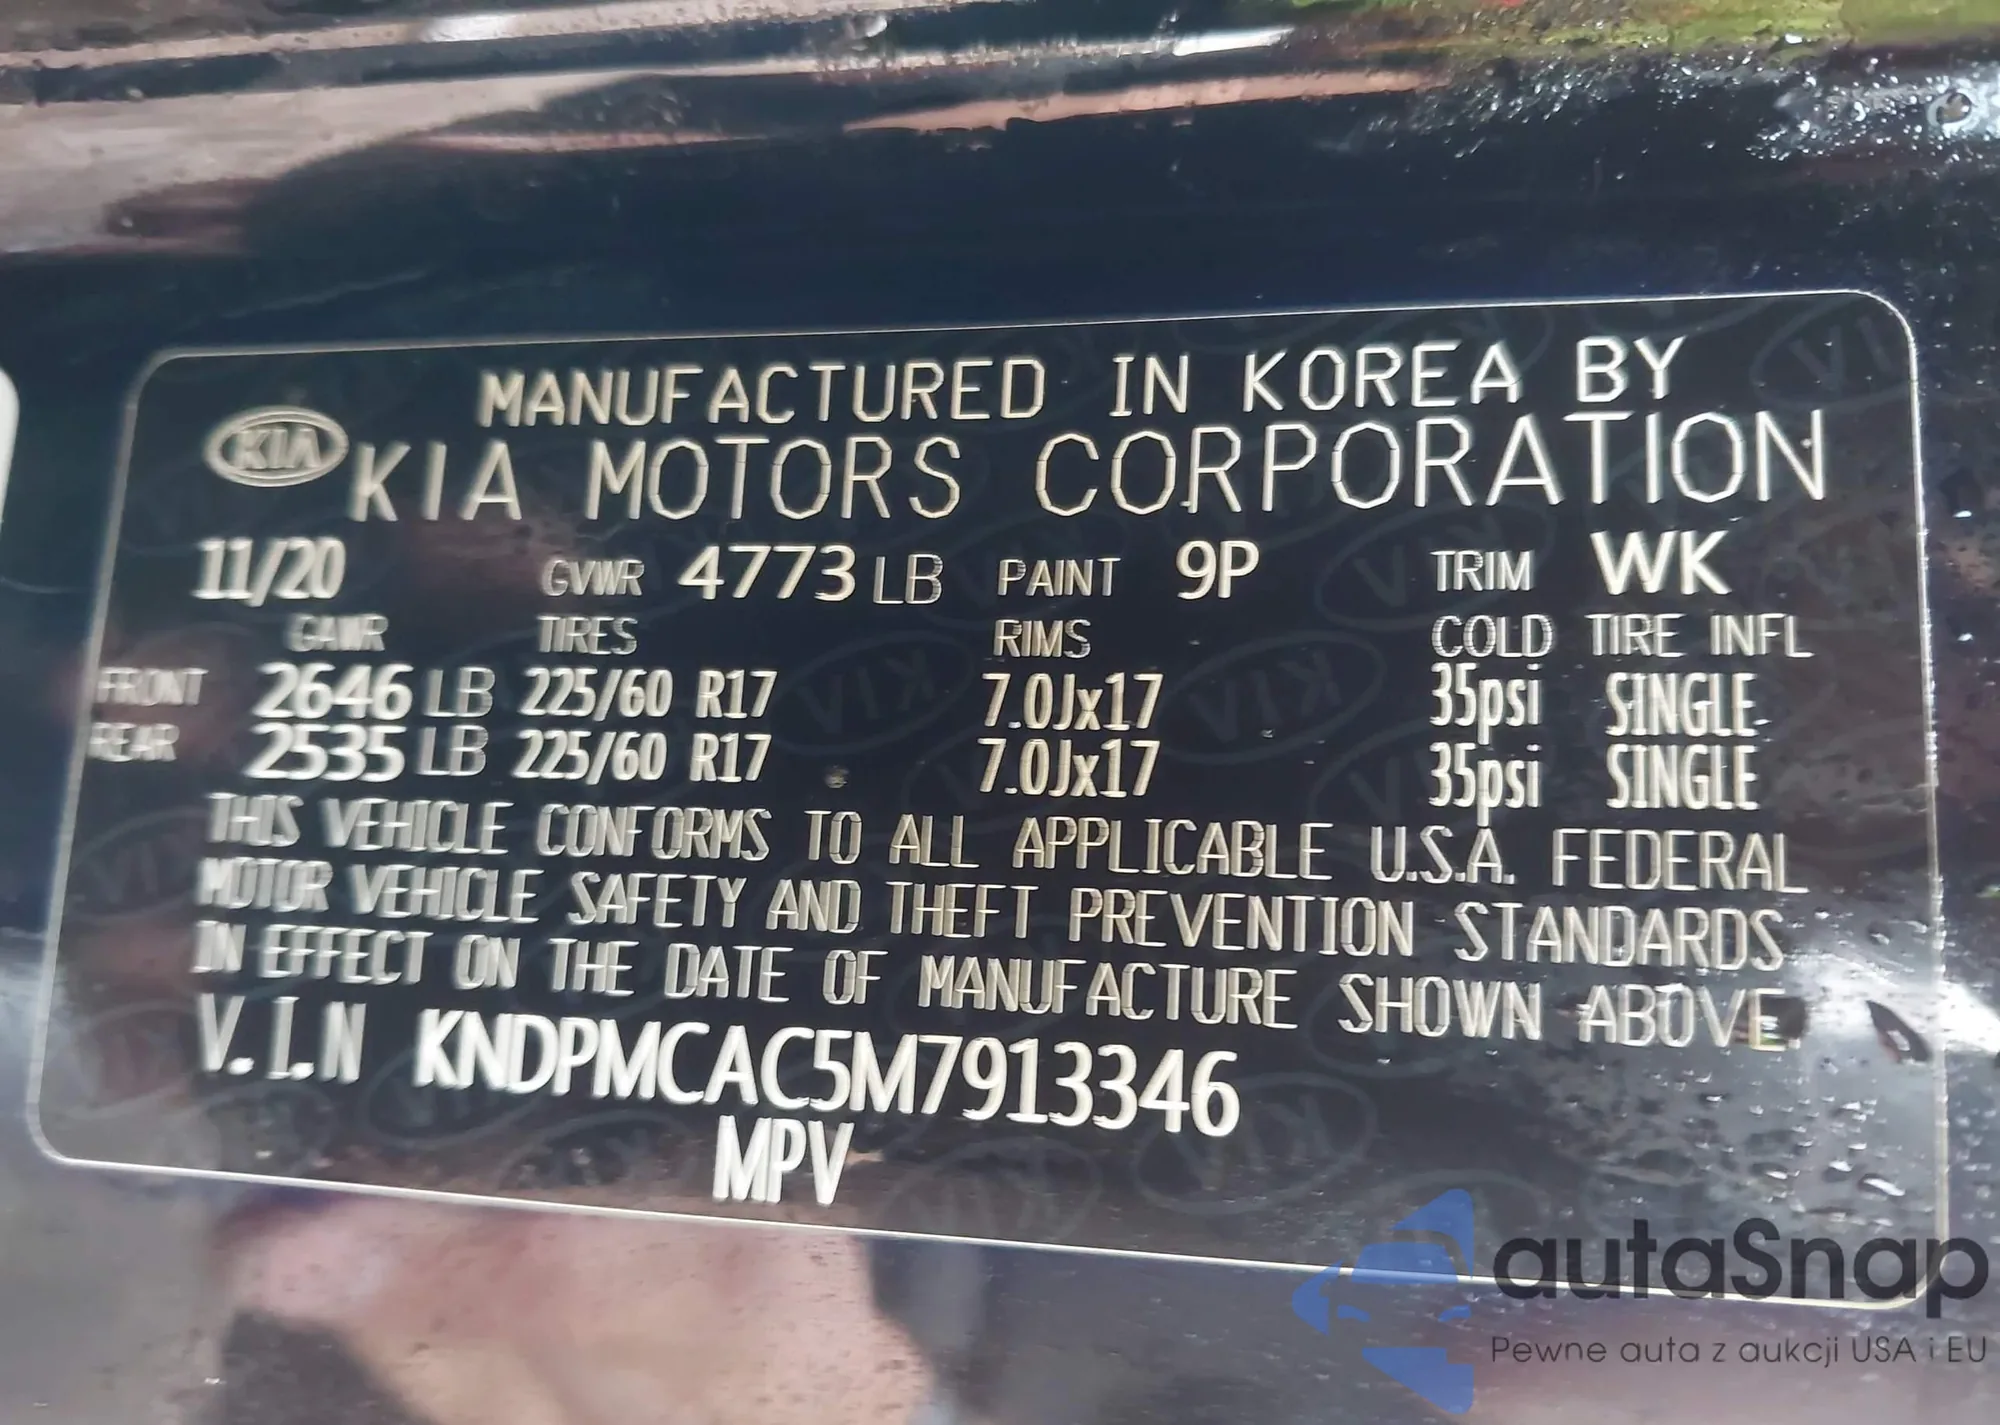 MANUFACTURED IN KOREA BY
KIA KIA MOTORS CORPORATION
11/20 GVWR 4773 LB PAINT 9P TRIM WK
GAWR TIRES RIMS COLD TIRE INFL
FRONT 2646 LB 225/60 R17 7.0Jx17 35psi SINGLE
REAR 2535 LB 225/60 R17 7.0Jx17 35psi SINGLE
THIS VEHICLE CONFORMS TO ALL APPLICABLE U.S.A. FEDERAL
MOTOR VEHICLE SAFETY AND THEFT PREVENTION STANDARDS
IN EFFECT ON THE DATE OF MANUFACTURE SHOWN ABOVE.
V.I.N KNDPMCAC5M7913346
MPV
autaSnap
Pewne auta z aukcji USA i EU